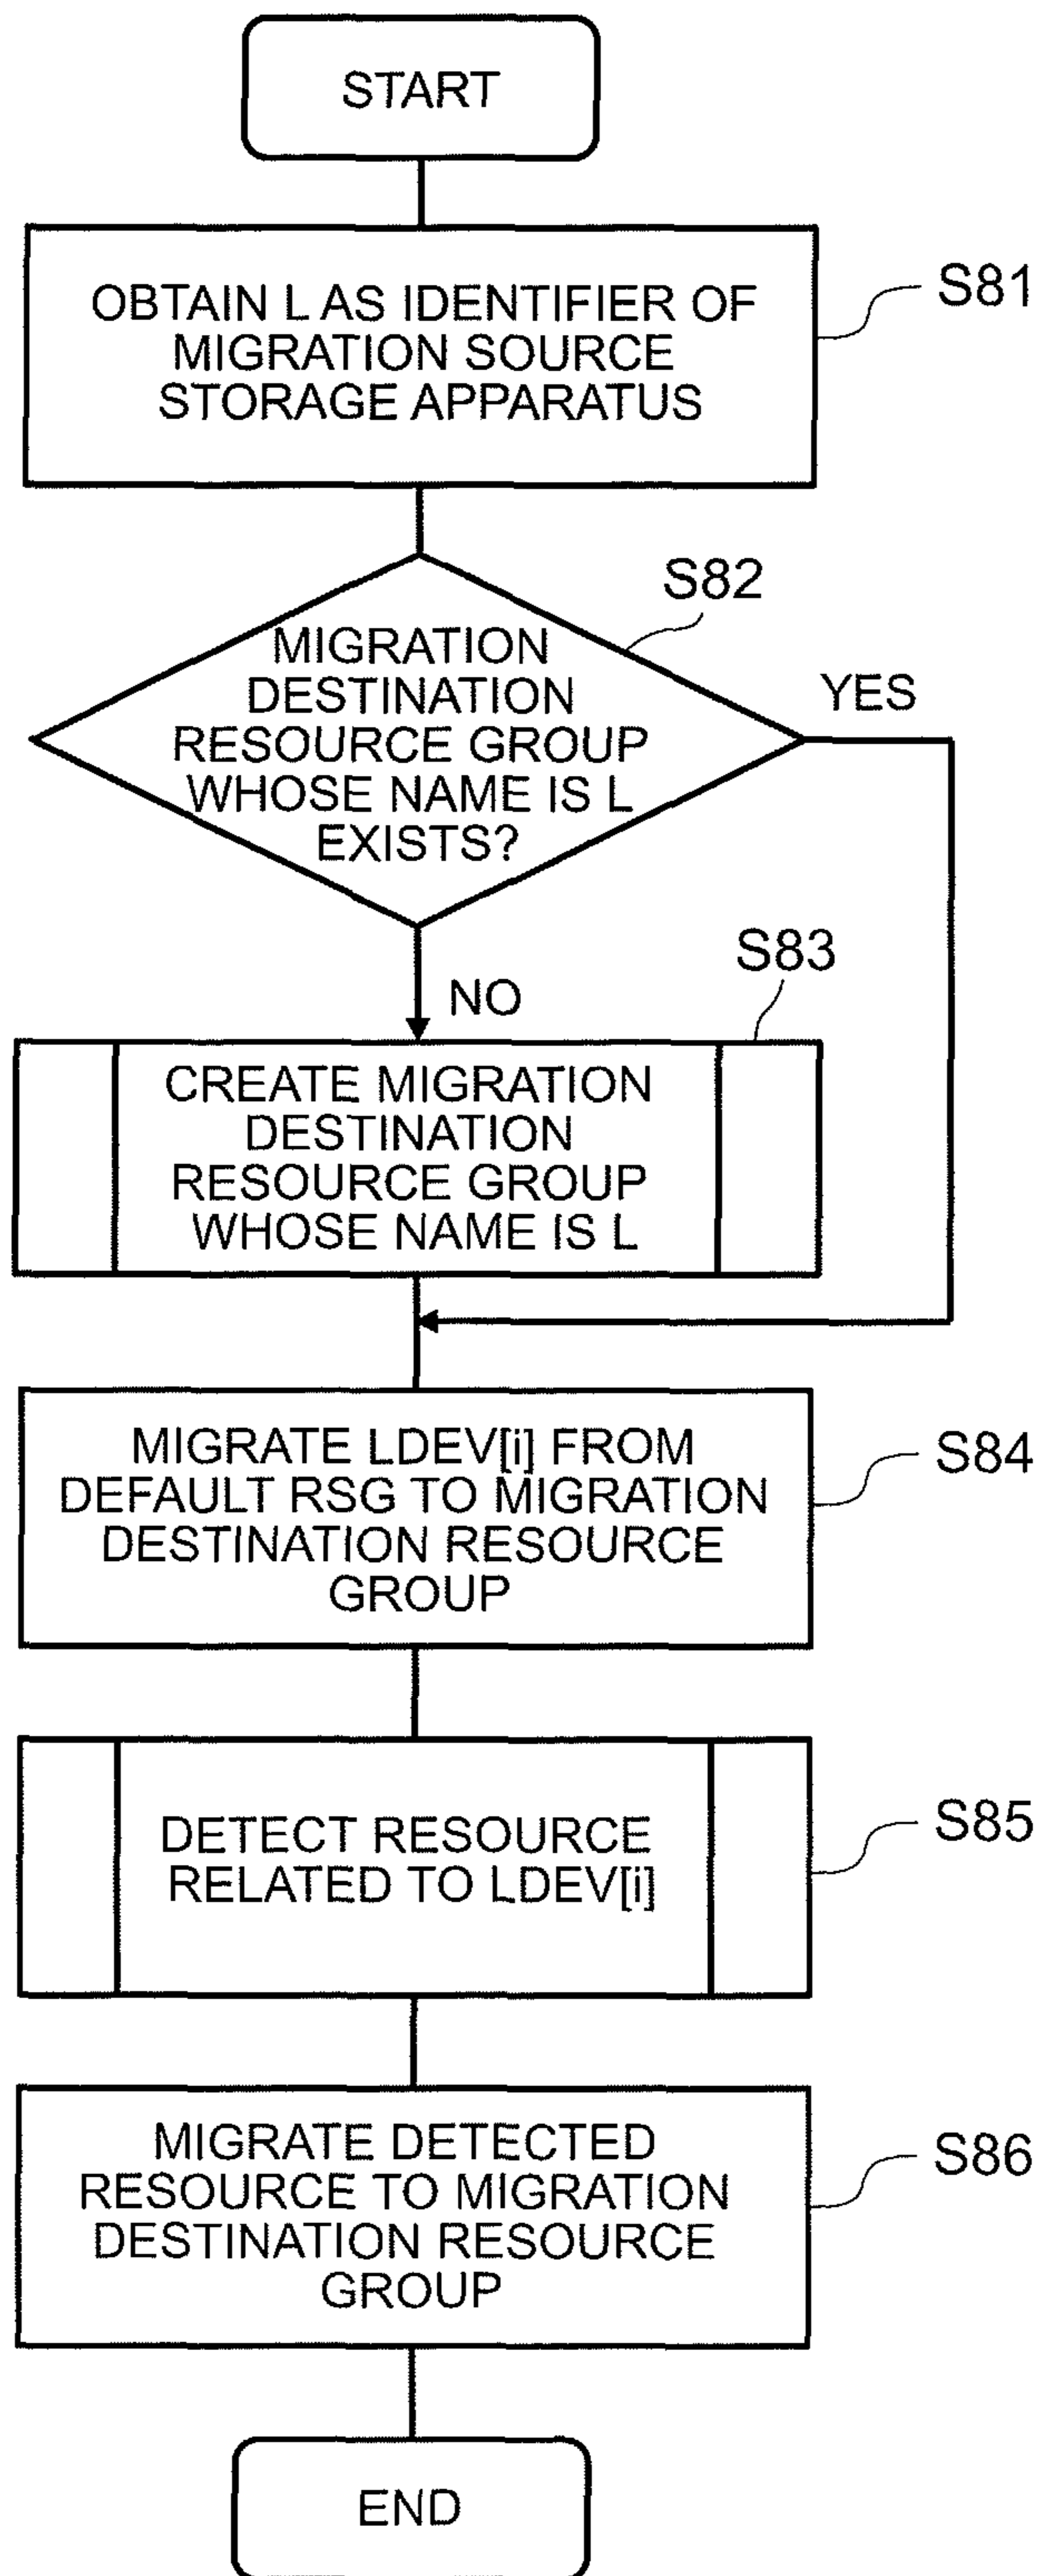 START
OBTAIN L AS IDENTIFIER OF
MIGRATION SOURCE
STORAGE APPARATUS
S81
S82
MIGRATION
DESTINATION
RESOURCE GROUP
WHOSE NAME IS L
EXISTS?
YES
NO
S83
CREATE MIGRATION
DESTINATION
RESOURCE GROUP
WHOSE NAME IS L
MIGRATE LDEV[i] FROM
DEFAULT RSG TO MIGRATION
DESTINATION RESOURCE
GROUP
S84
DETECT RESOURCE
RELATED TO LDEV[i]
S85
MIGRATE DETECTED
RESOURCE TO MIGRATION
DESTINATION RESOURCE
GROUP
S86
END